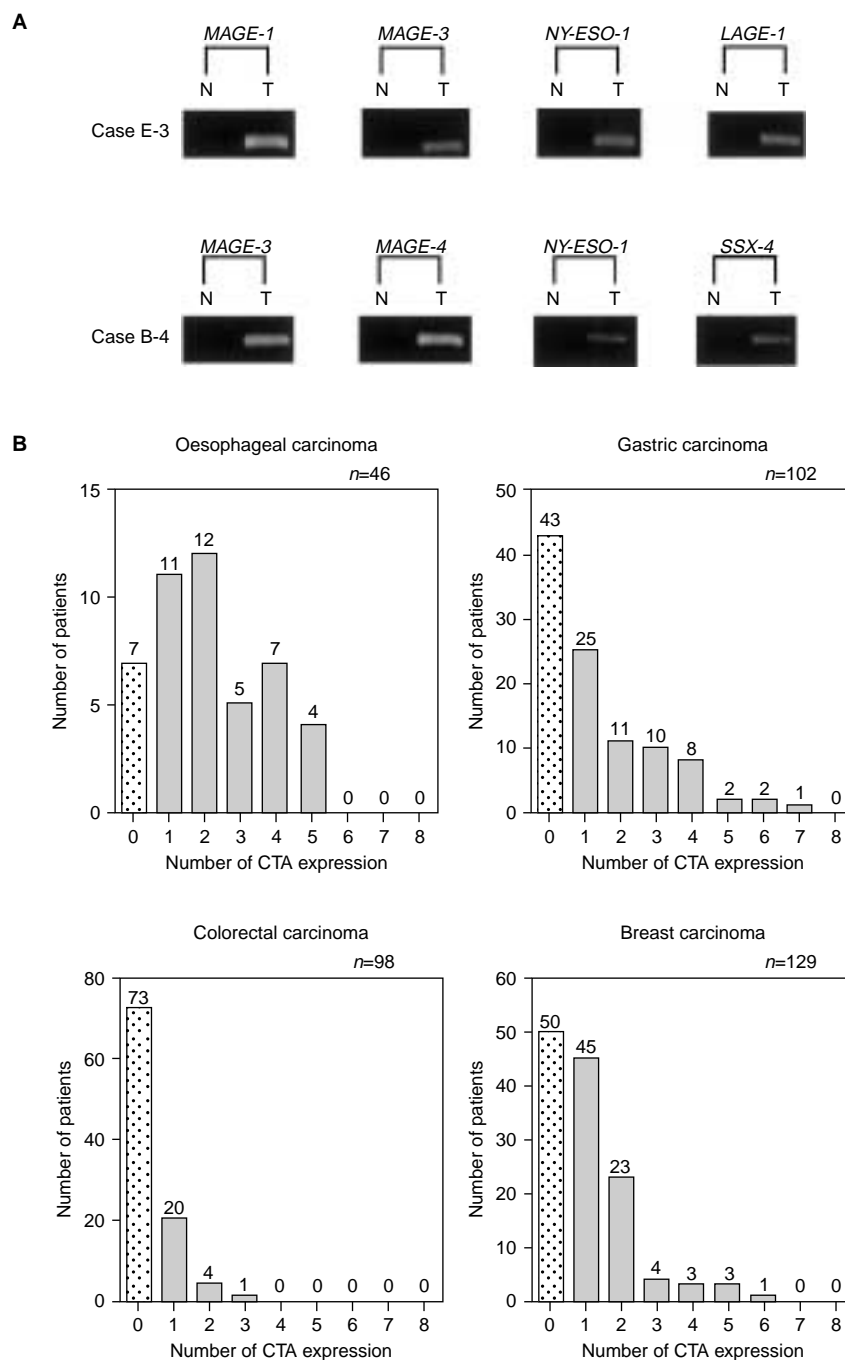 A
MAGE-1 MAGE-3 NY-ESO-1 LAGE-1
N T N T N T N T
Case E-3
MAGE-3 MAGE-4 NY-ESO-1 SSX-4
N T N T N T N T
Case B-4
B
Oesophageal carcinoma
n=46
15
10
5
0
Number of patients
7 11 12 5 7 4 0 0 0
0 1 2 3 4 5 6 7 8
Number of CTA expression
Gastric carcinoma
n=102
50
40
30
20
10
0
Number of patients
43 25 11 10 8 2 2 1 0
0 1 2 3 4 5 6 7 8
Number of CTA expression
Colorectal carcinoma
n=98
80
60
40
20
0
Number of patients
73 20 4 1 0 0 0 0 0
0 1 2 3 4 5 6 7 8
Number of CTA expression
Breast carcinoma
n=129
60
50
40
30
20
10
0
Number of patients
50 45 23 4 3 3 1 0 0
0 1 2 3 4 5 6 7 8
Number of CTA expression